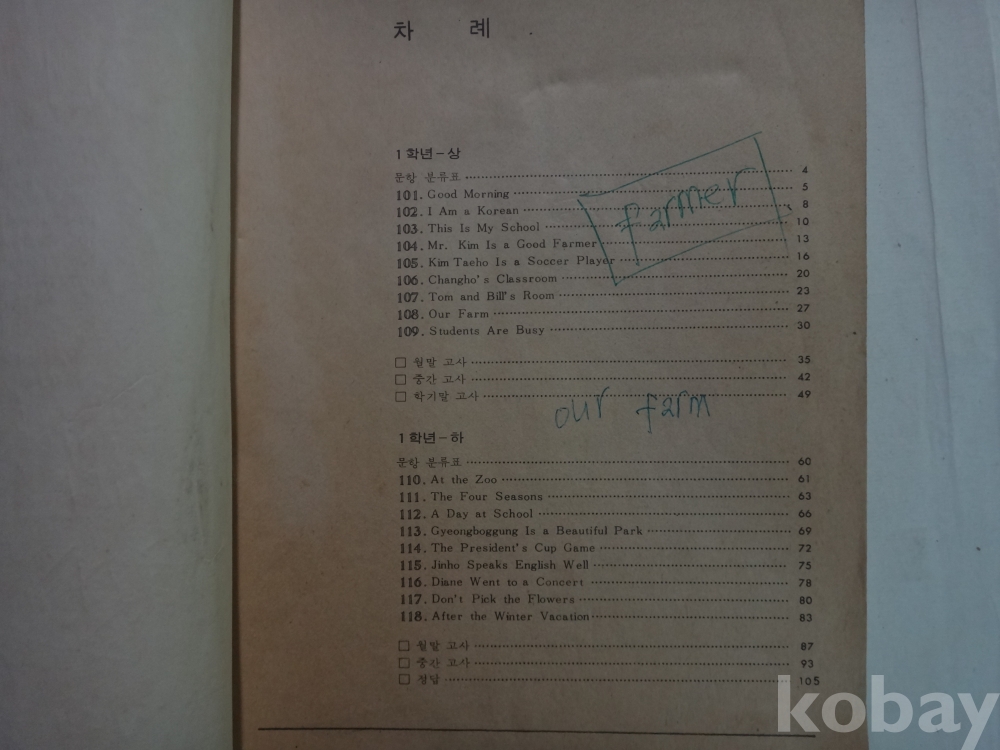 차 례
1학년-상
문항 분류표 4
101. Good Morning 5
102. I Am a Korean 8
103. This Is My School 10
104. Mr. Kim Is a Good Farmer 13
105. Kim Taeho Is a Soccer Player 16
106. Changho's Classroom 20
107. Tom and Bill's Room 23
108. Our Farm 27
109. Students Are Busy 30
farmer
□ 월말 고사 35
□ 중간 고사 42
□ 학기말 고사 49
our farm
1학년-하
문항 분류표 60
110. At the Zoo 61
111. The Four Seasons 63
112. A Day at School 66
113. Gyeongboggung Is a Beautiful Park 69
114. The President's Cup Game 72
115. Jinho Speaks English Well 75
116. Diane Went to a Concert 78
117. Don't Pick the Flowers 80
118. After the Winter Vacation 83
□ 월말 고사 87
□ 중간 고사 93
□ 정답 105
kobay